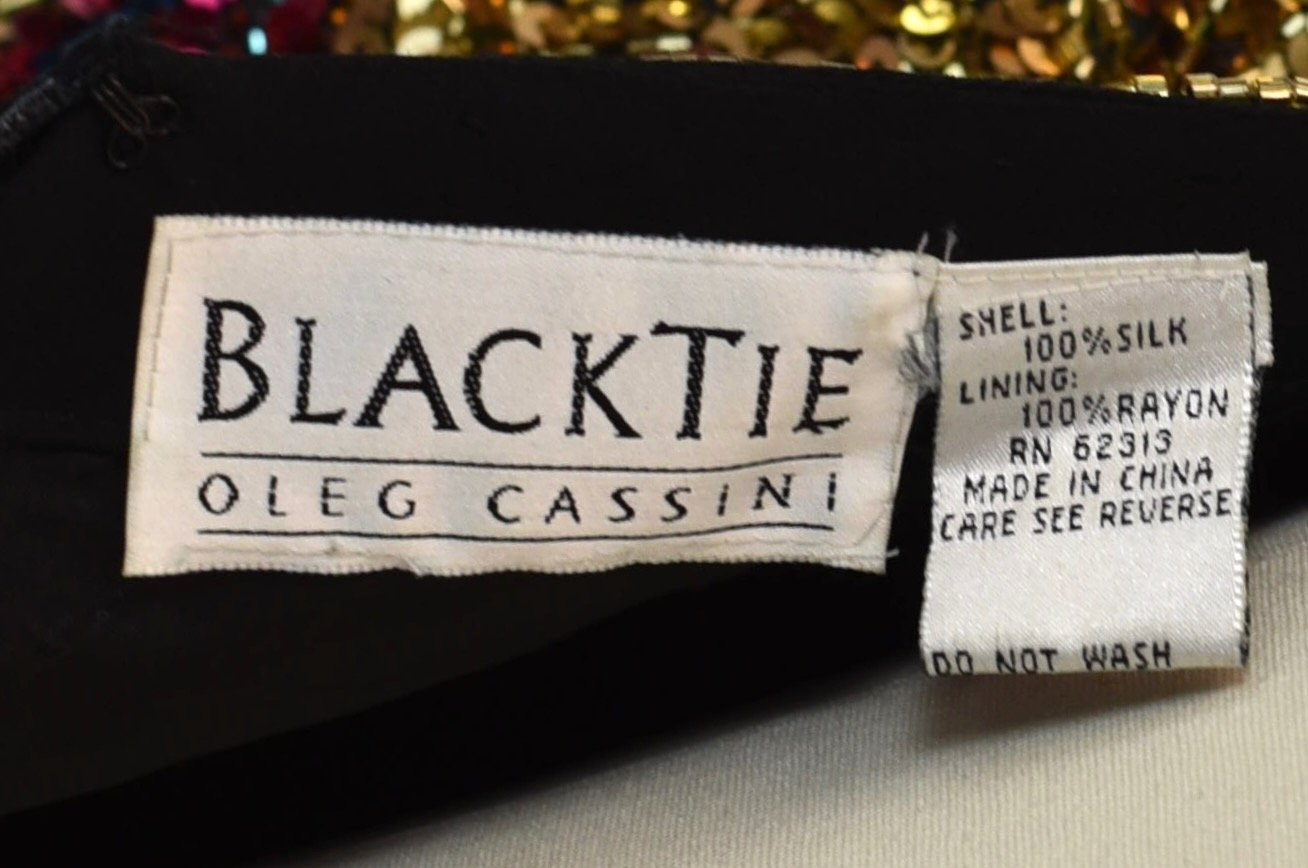 BLACKTIE
OLEG CASSINI
SHELL:
100%SILK
LINING:
100%RAYON
RN 62313
MADE IN CHINA
CARE SEE REVERSE
DO NOT WASH